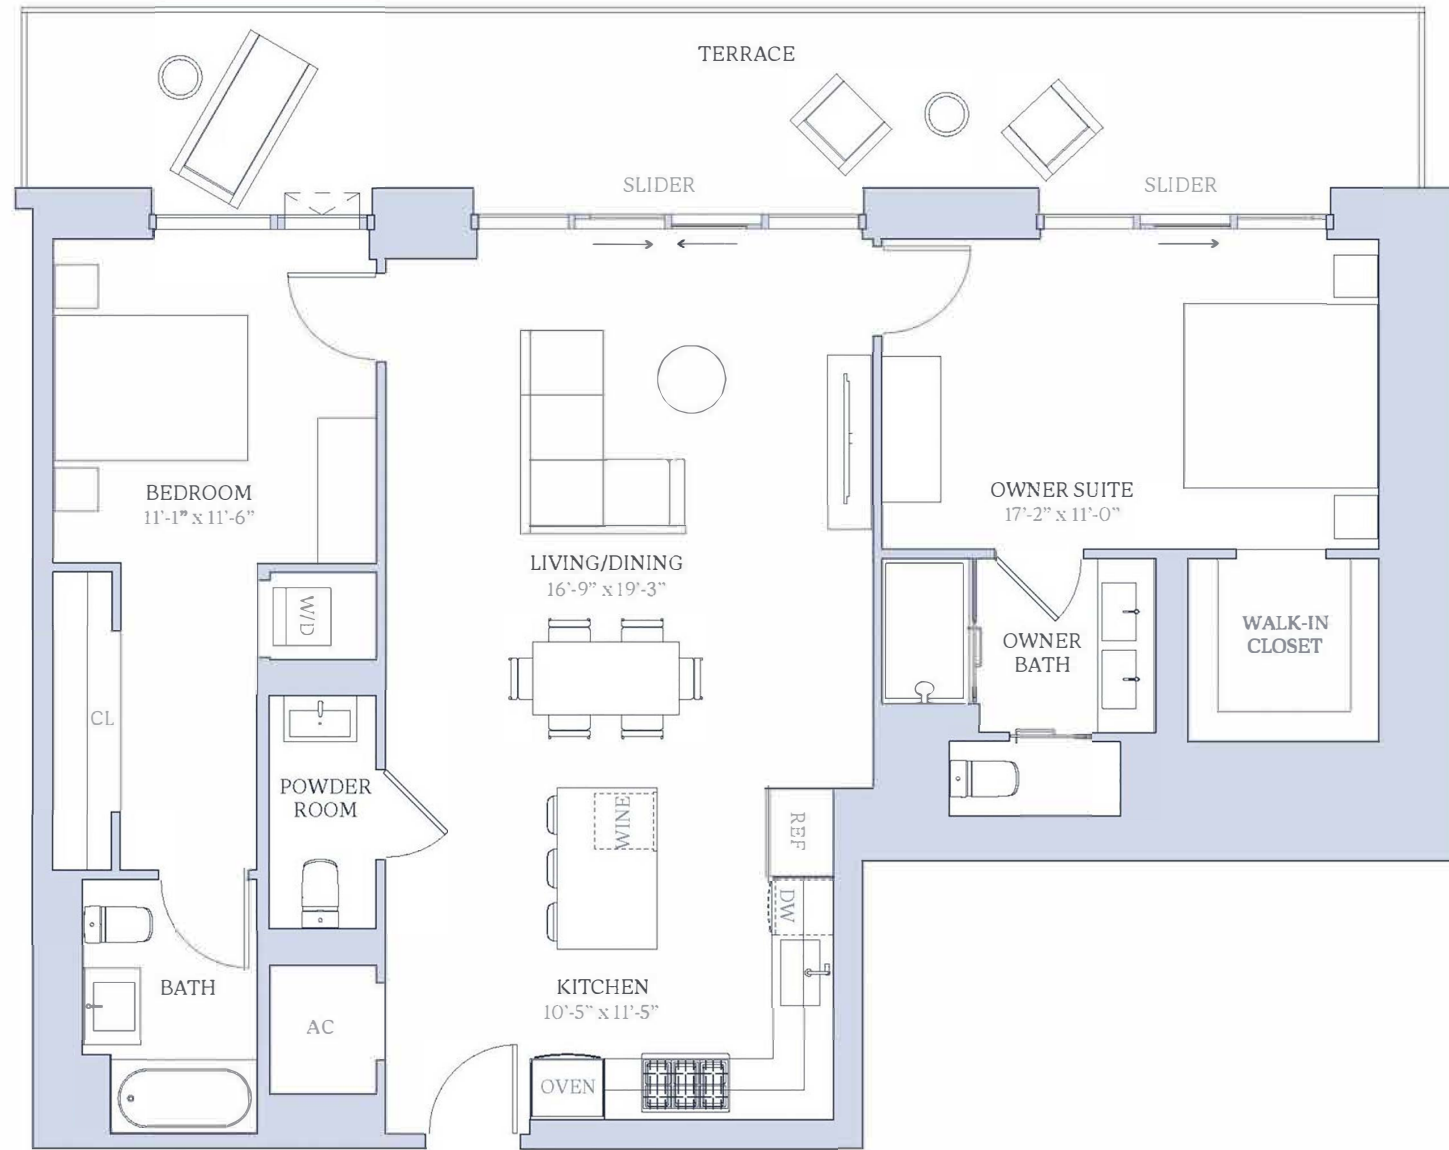 TERRACE
SLIDER
SLIDER
BEDROOM
11'-1" x 11'-6"
OWNER SUITE
17'-2" x 11'-0"
LIVING/DINING
16'-9" x 19'-3"
W/D
OWNER
BATH
WALK-IN
CLOSET
CL
POWDER
ROOM
WINE
REF
DW
BATH
KITCHEN
10'-5" x 11'-5"
AC
OVEN